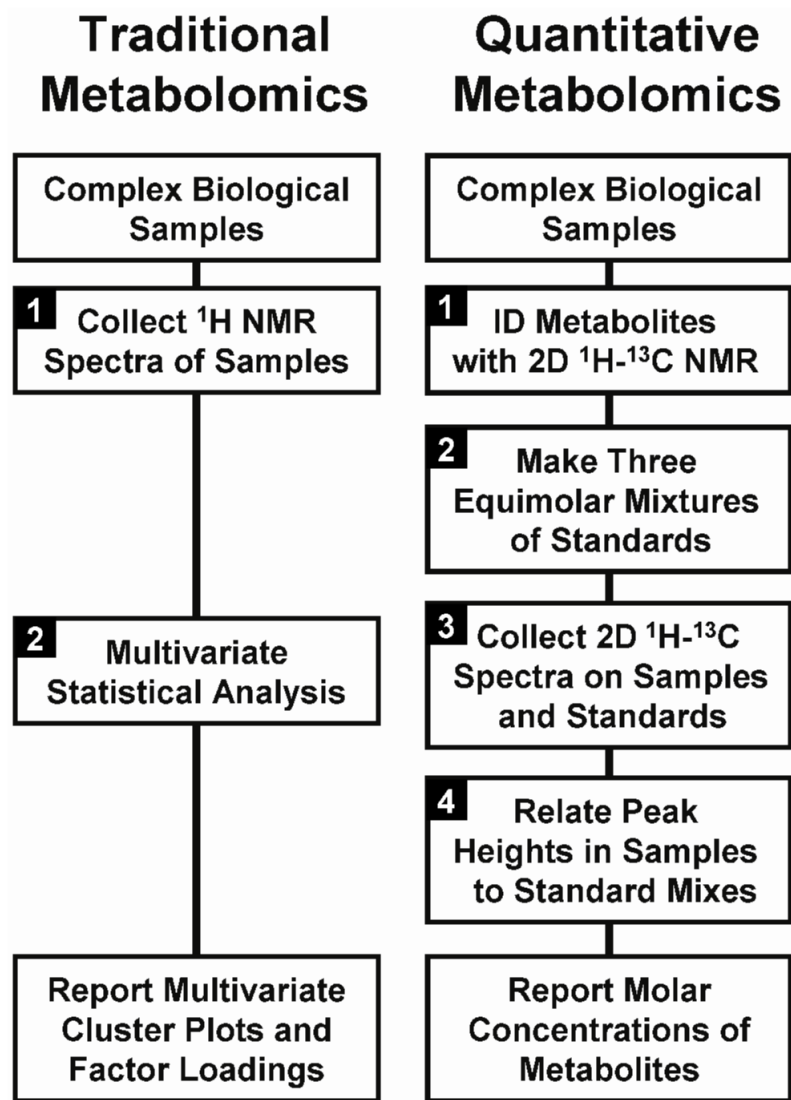 Traditional
Metabolomics
Complex Biological
Samples
1
Collect ¹H NMR
Spectra of Samples
2
Multivariate
Statistical Analysis
Report Multivariate
Cluster Plots and
Factor Loadings
Quantitative
Metabolomics
Complex Biological
Samples
1
ID Metabolites
with 2D ¹H-¹³C NMR
2
Make Three
Equimolar Mixtures
of Standards
3
Collect 2D ¹H-¹³C
Spectra on Samples
and Standards
4
Relate Peak
Heights in Samples
to Standard Mixes
Report Molar
Concentrations of
Metabolites